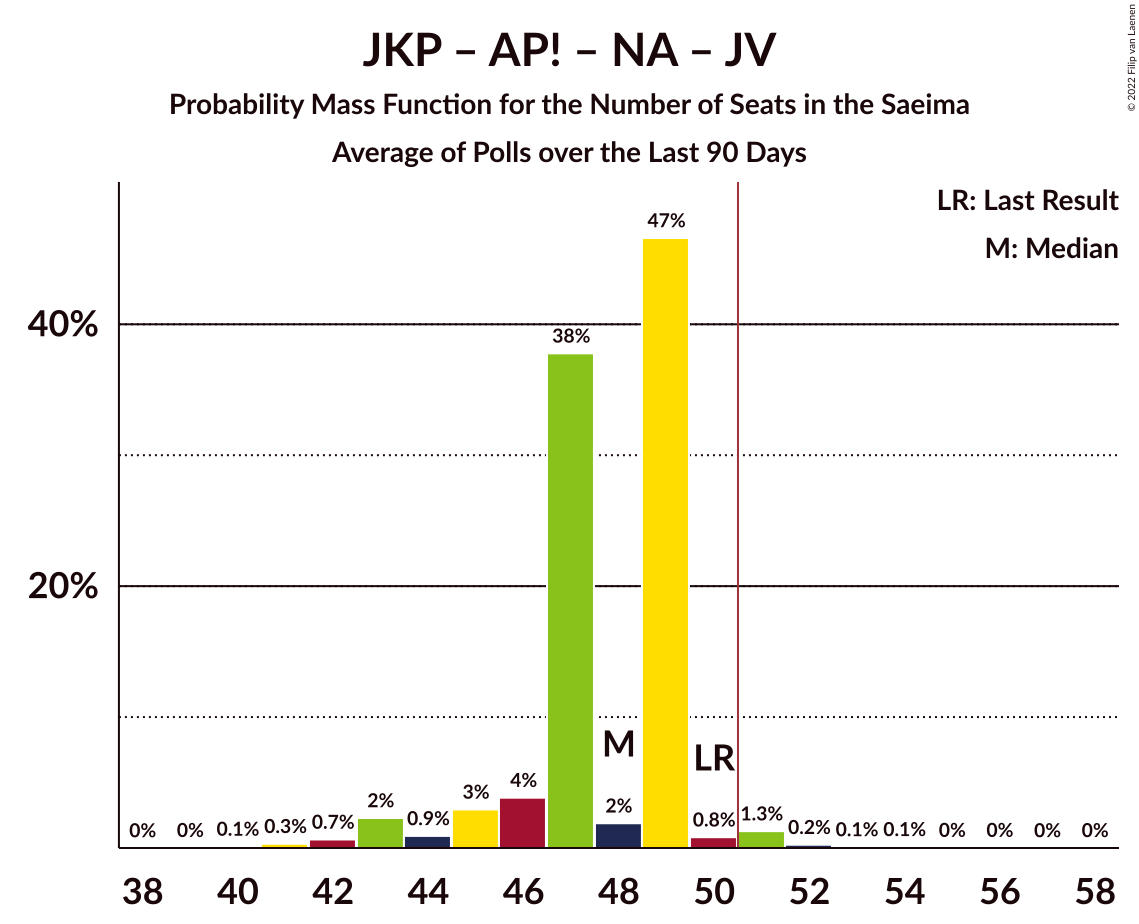 JKP – AP! – NA – JV
Probability Mass Function for the Number of Seats in the Saeima
Average of Polls over the Last 90 Days
© 2022 Filip van Laenen
LR: Last Result
M: Median
40%
20%
0%
0%
0.1%
0.3%
0.7%
2%
0.9%
3%
4%
38%
2%
47%
0.8%
1.3%
0.2%
0.1%
0.1%
0%
0%
0%
0%
M
LR
38 40 42 44 46 48 50 52 54 56 58